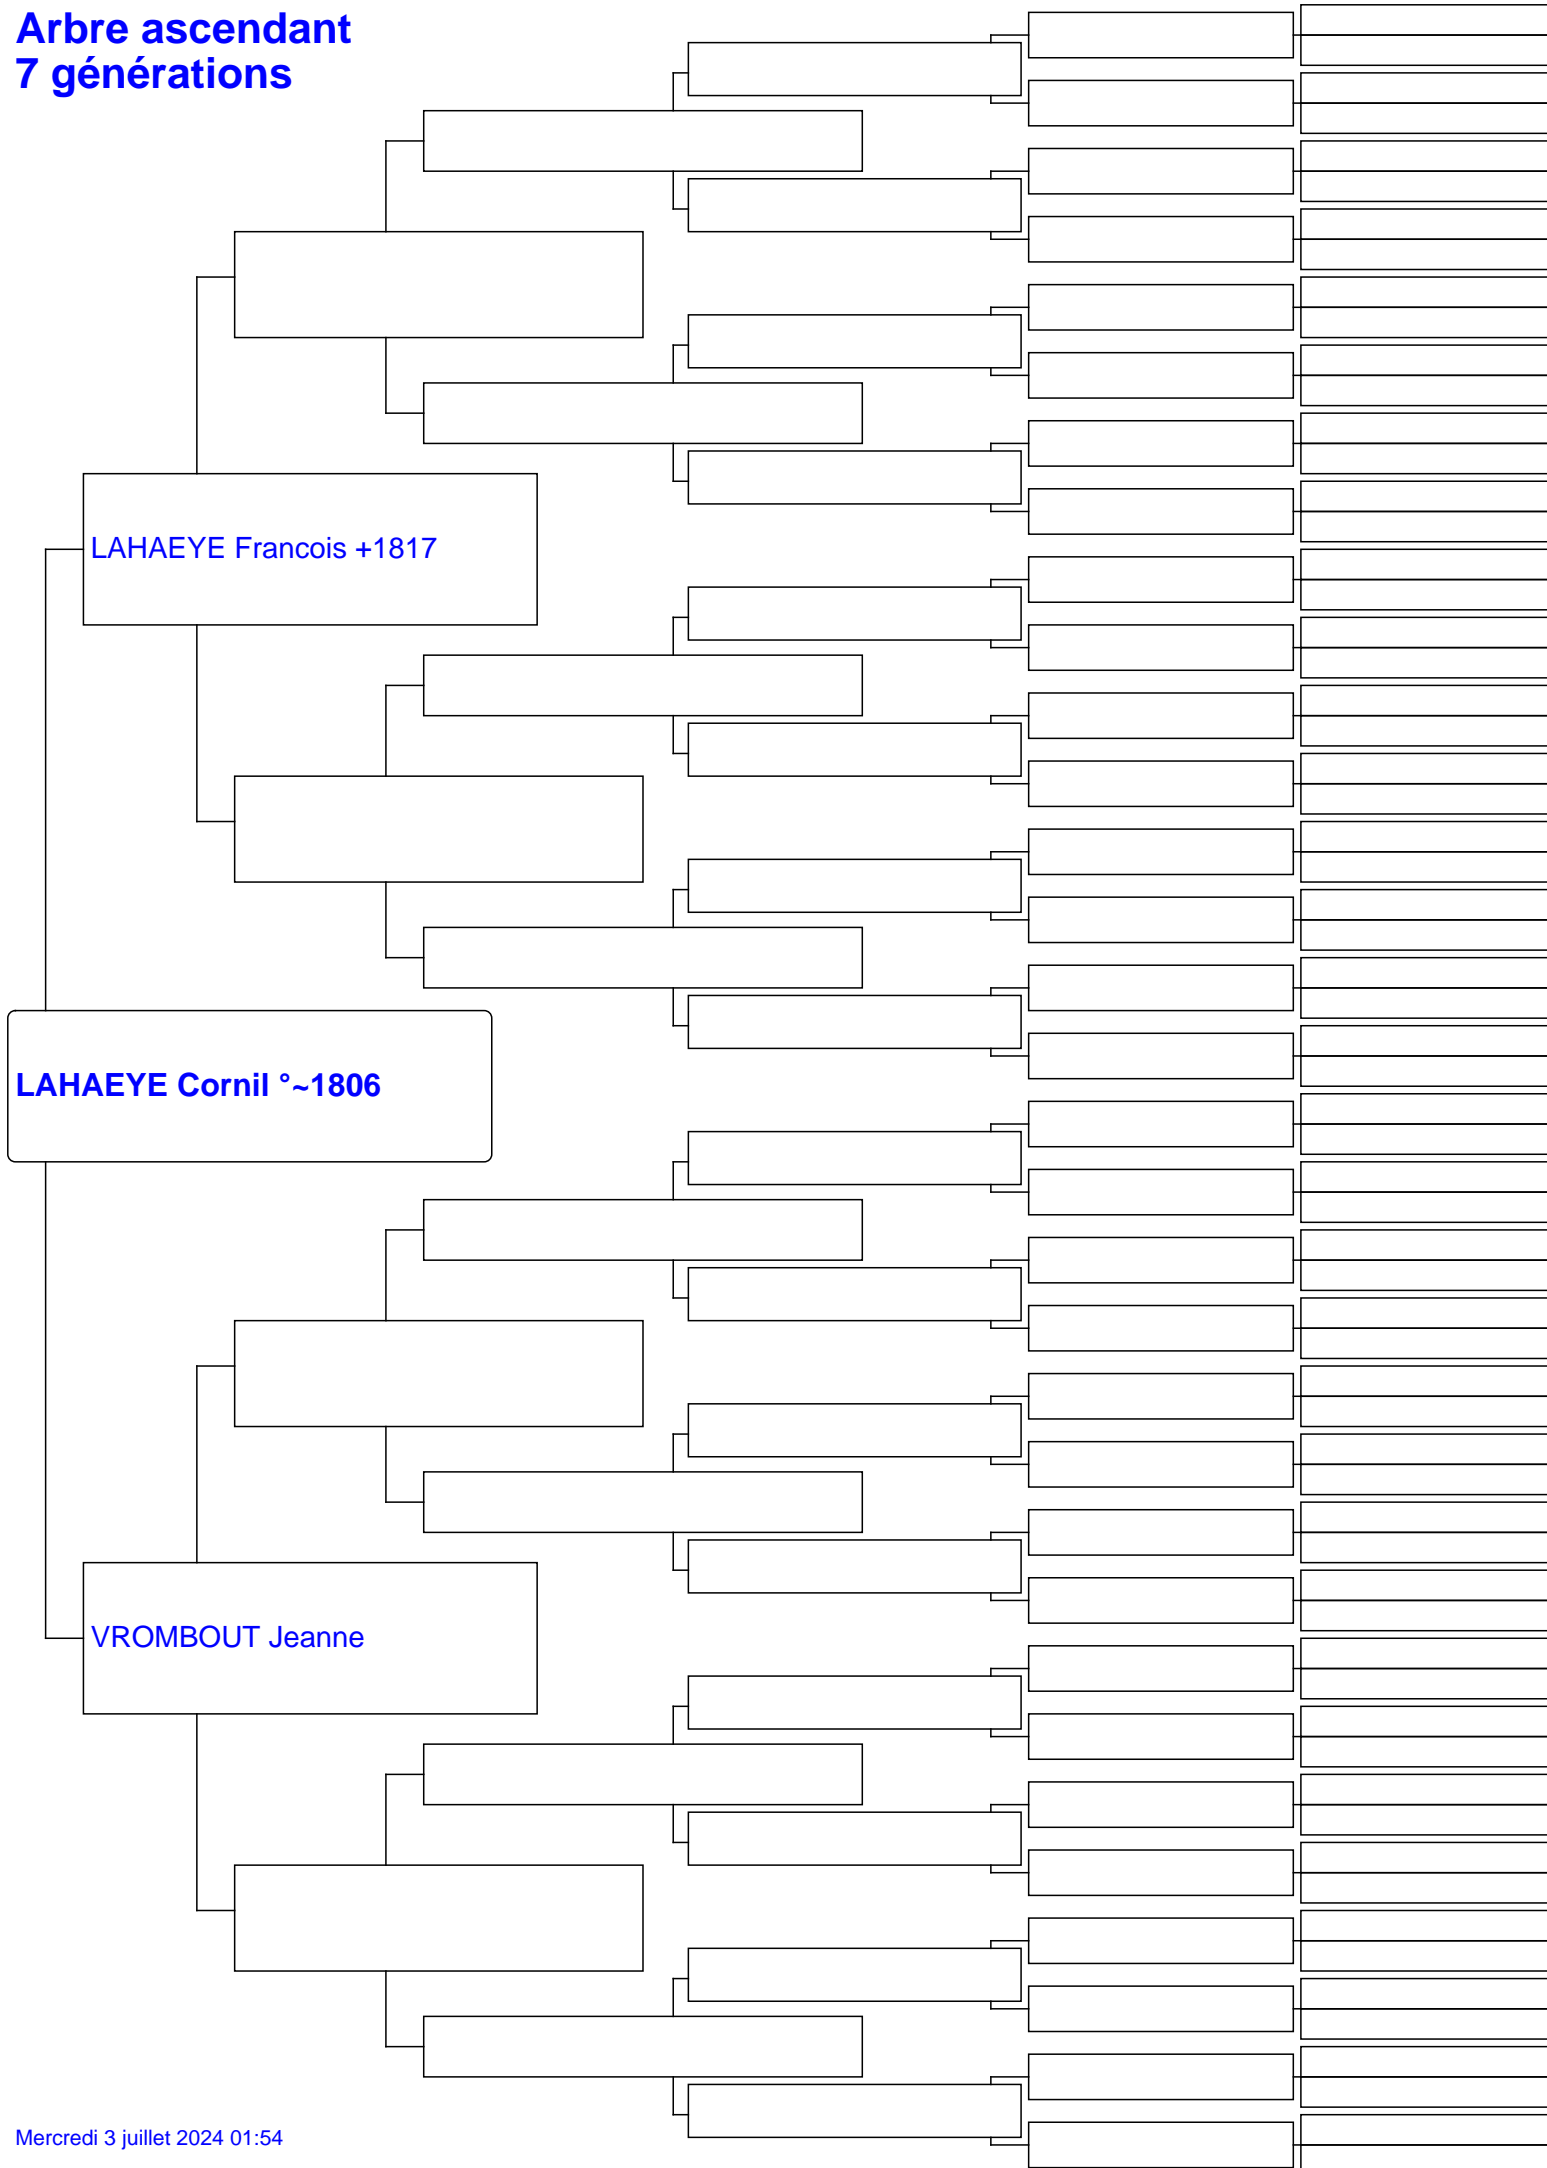 Arbre ascendant
7 générations
LAHAEYE Francois +1817
LAHAEYE Cornil °~1806
VROMBOUT Jeanne
Mercredi 3 juillet 2024 01:54